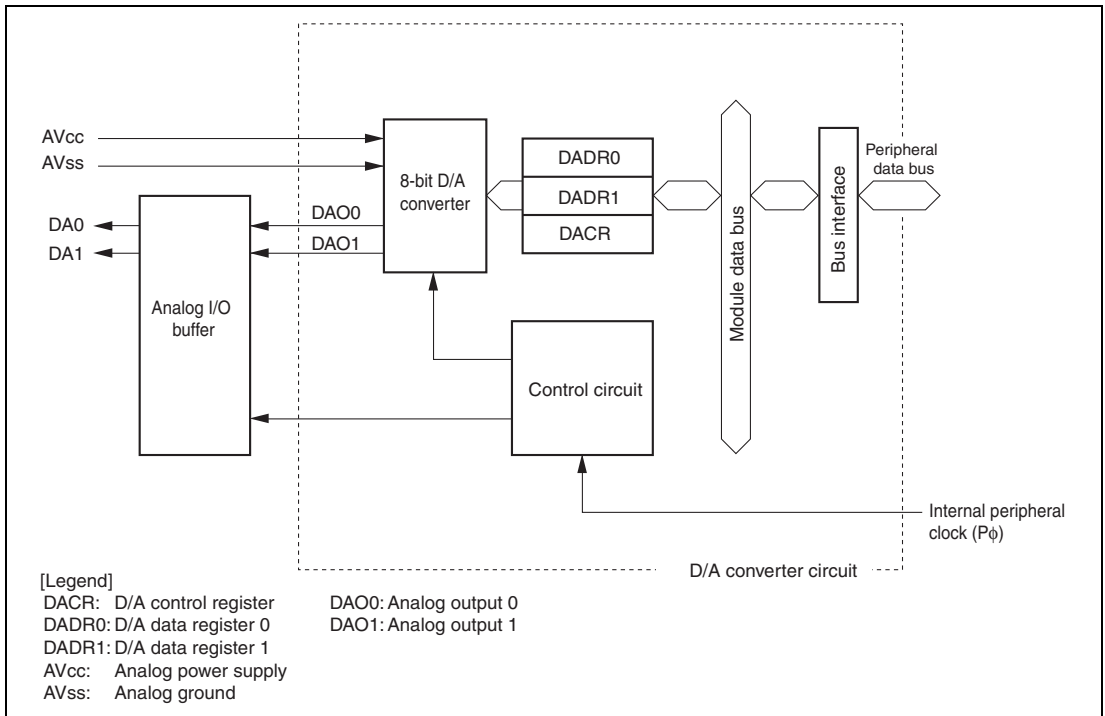 AVcc
AVss
DA0
DA1
Analog I/O
buffer
DAO0
DAO1
8-bit D/A
converter
DADR0
DADR1
DACR
Control circuit
Module data bus
Bus interface
Peripheral
data bus
Internal peripheral
clock (Pϕ)
D/A converter circuit
[Legend]
DACR: D/A control register
DADR0: D/A data register 0
DADR1: D/A data register 1
AVcc: Analog power supply
AVss: Analog ground
DAO0: Analog output 0
DAO1: Analog output 1